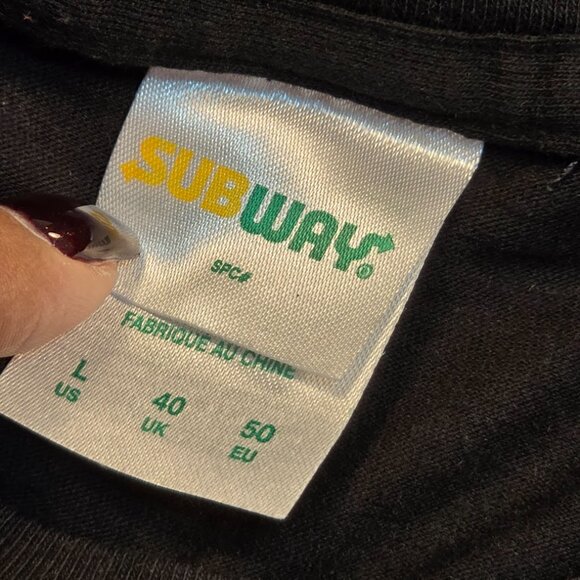 SUBWAY®
SPC#
FABRIQUE AU CHINE
L 40 50
US UK EU